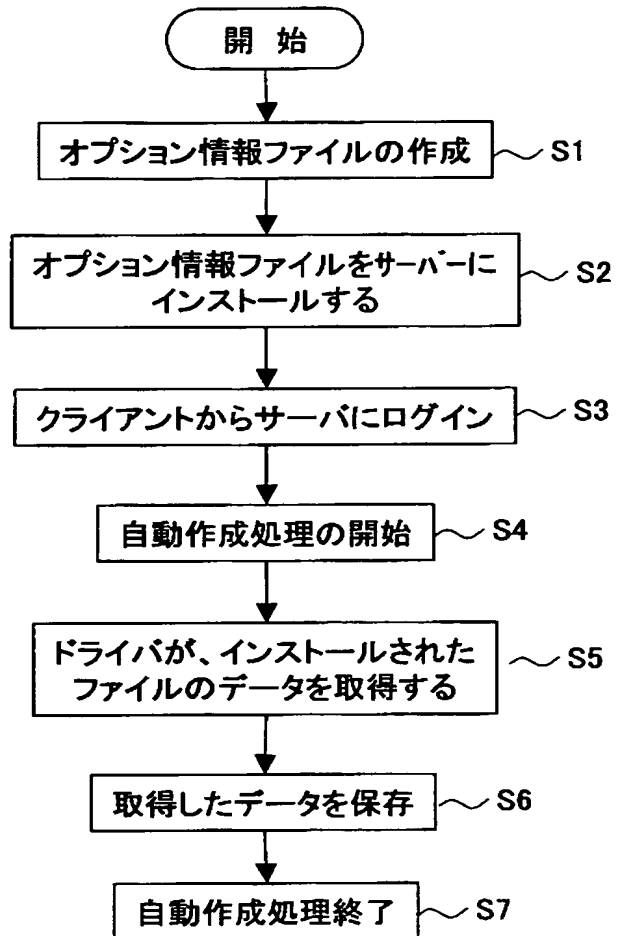 開 始
オプション情報ファイルの作成 S1
オプション情報ファイルをサーバーに
インストールする S2
クライアントからサーバにログイン S3
自動作成処理の開始 S4
ドライバが、インストールされた
ファイルのデータを取得する S5
取得したデータを保存 S6
自動作成処理終了 S7